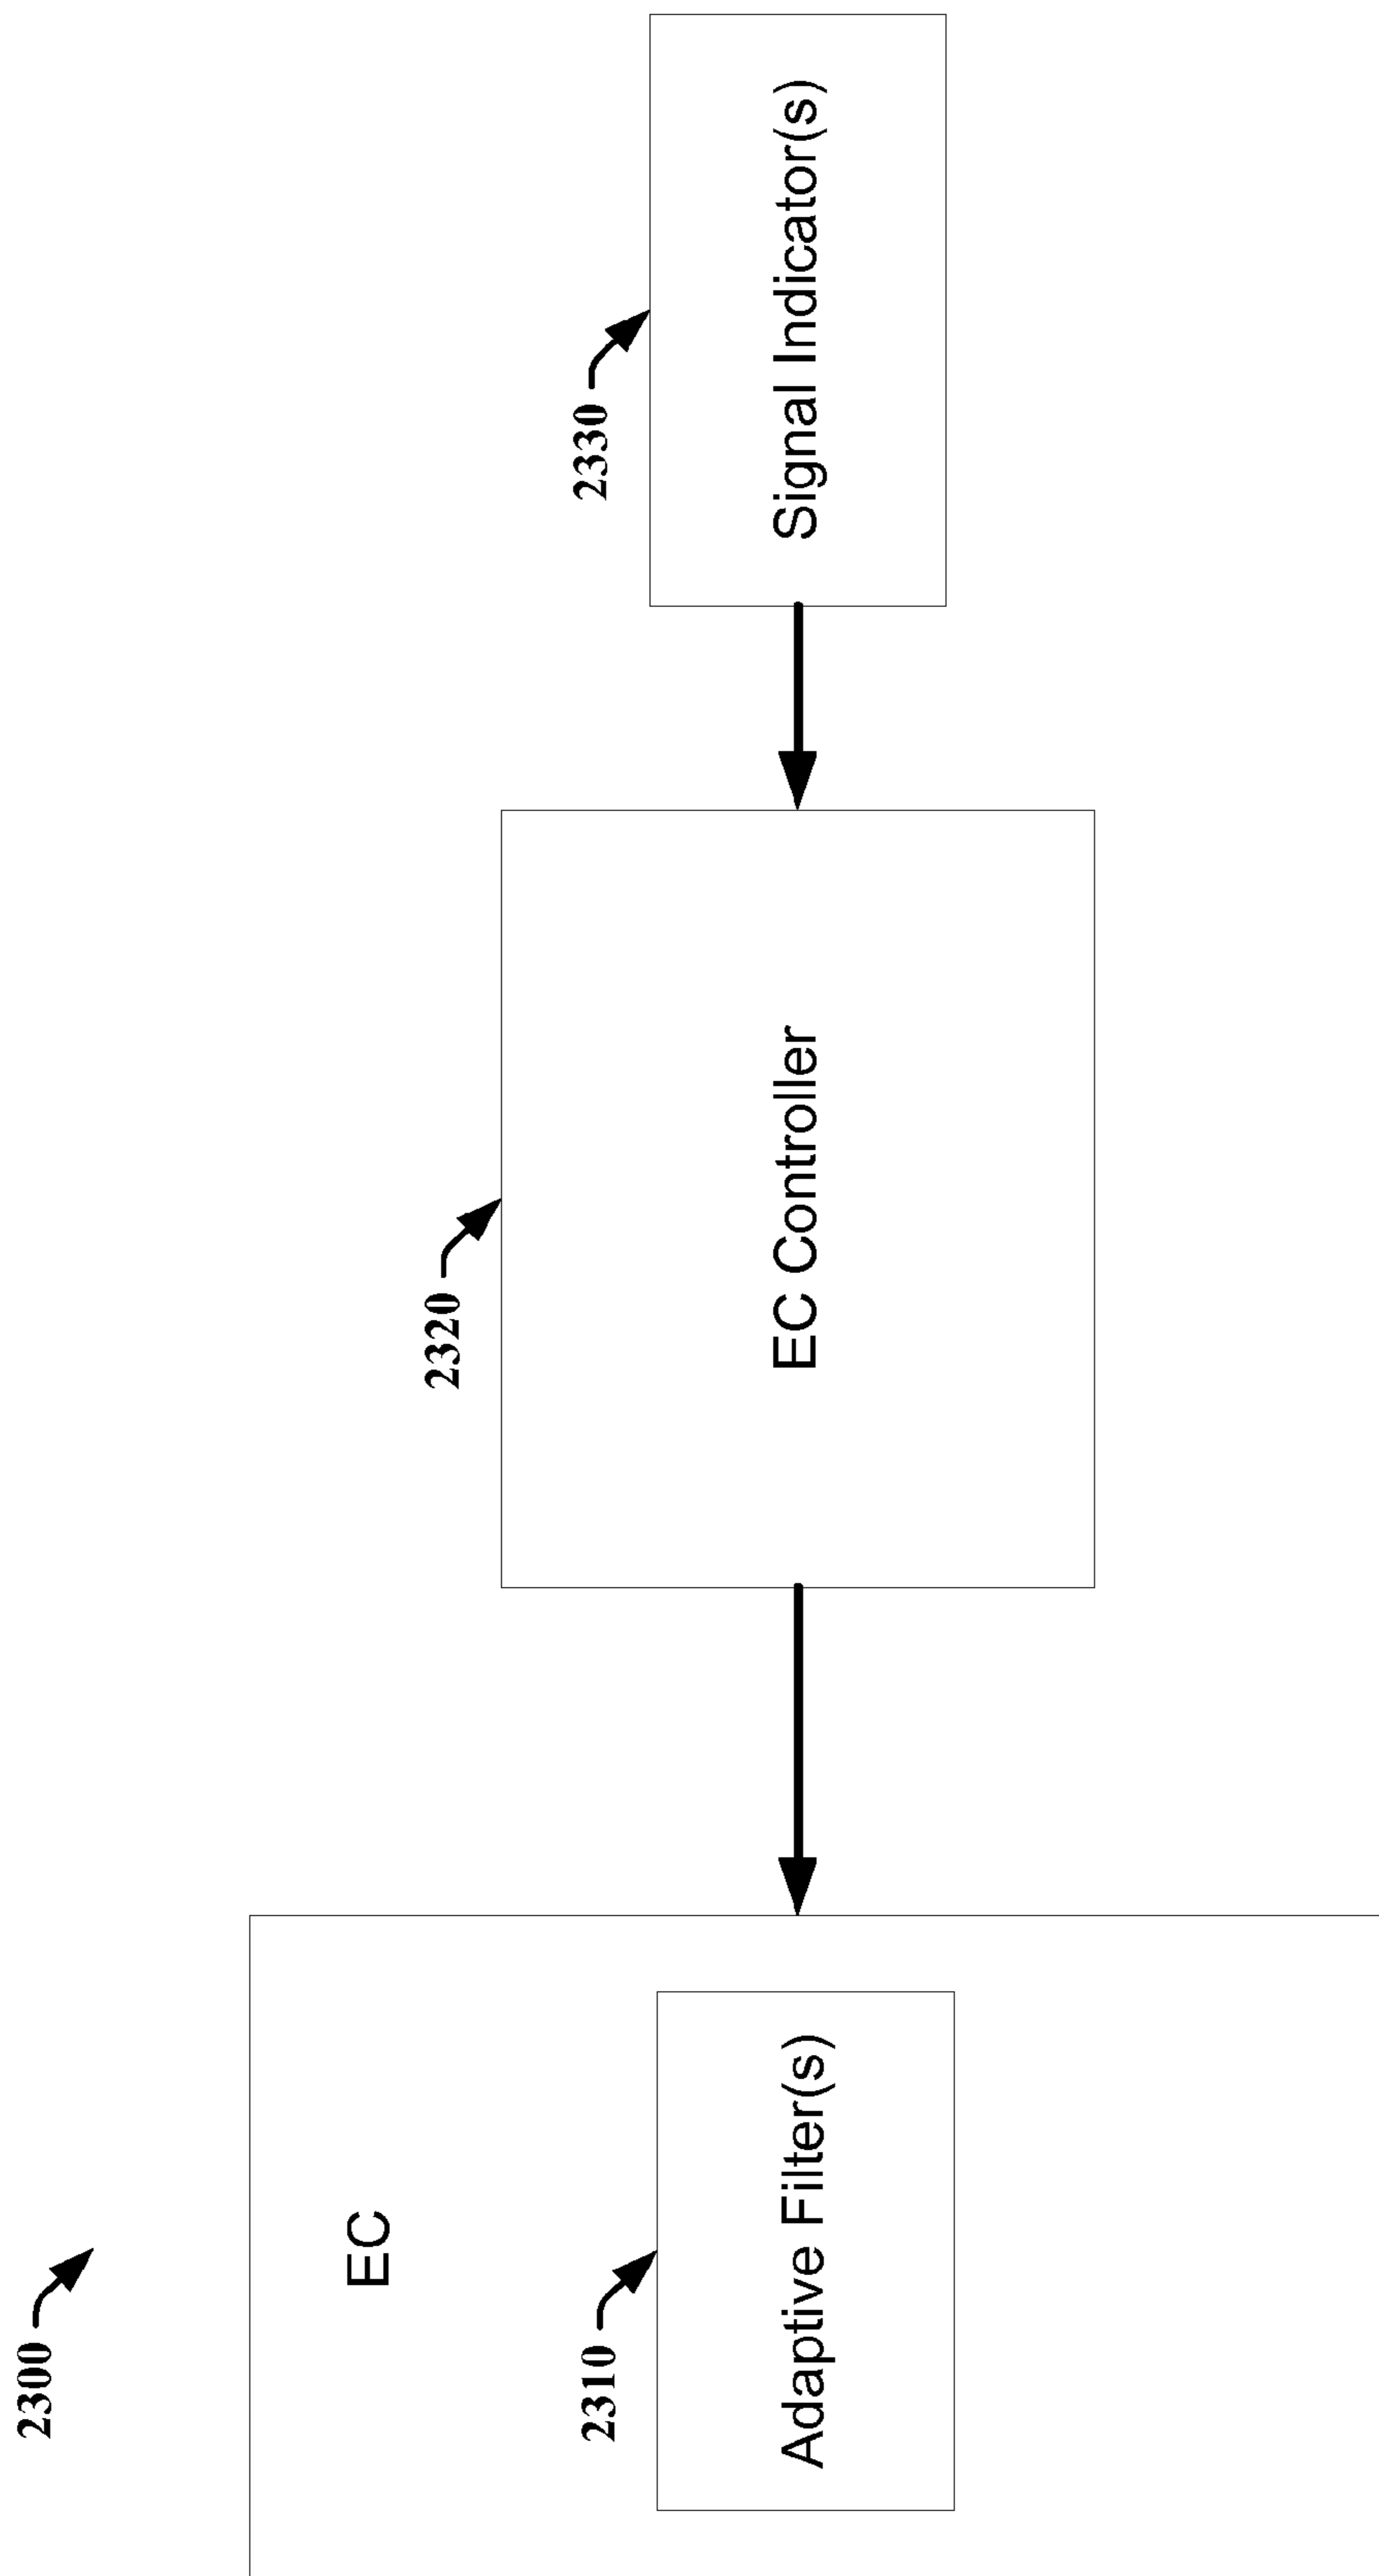 2300
EC
2310
Adaptive Filter(s)
2320
EC Controller
2330
Signal Indicator(s)